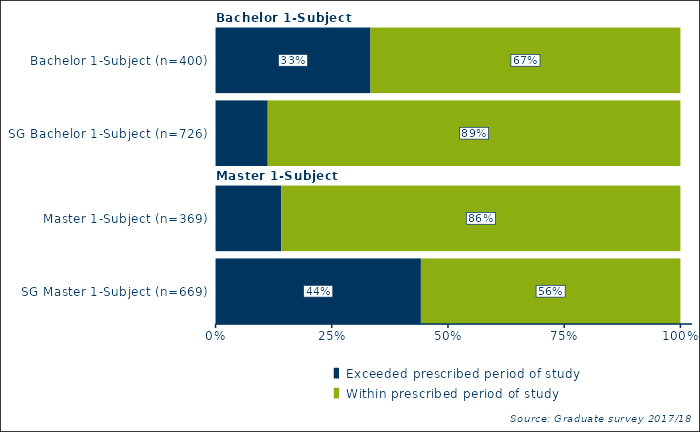 Bachelor 1-Subject
Bachelor 1-Subject (n=400) 33% 67%
SG Bachelor 1-Subject (n=726) 89%
Master 1-Subject
Master 1-Subject (n=369) 86%
SG Master 1-Subject (n=669) 44% 56%
0% 25% 50% 75% 100%
Exceeded prescribed period of study
Within prescribed period of study
Source: Graduate survey 2017/18